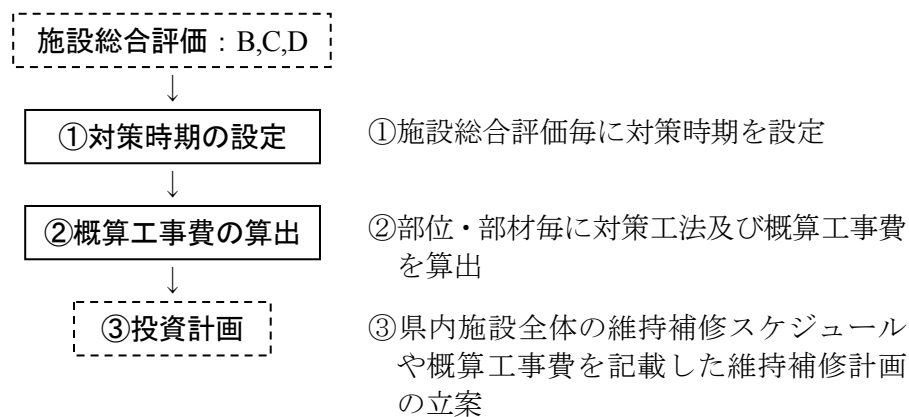 施設総合評価：B,C,D
↓
①対策時期の設定
①施設総合評価毎に対策時期を設定
↓
②概算工事費の算出
②部位・部材毎に対策工法及び概算工事費
を算出
↓
③投資計画
③県内施設全体の維持補修スケジュール
や概算工事費を記載した維持補修計画
の立案